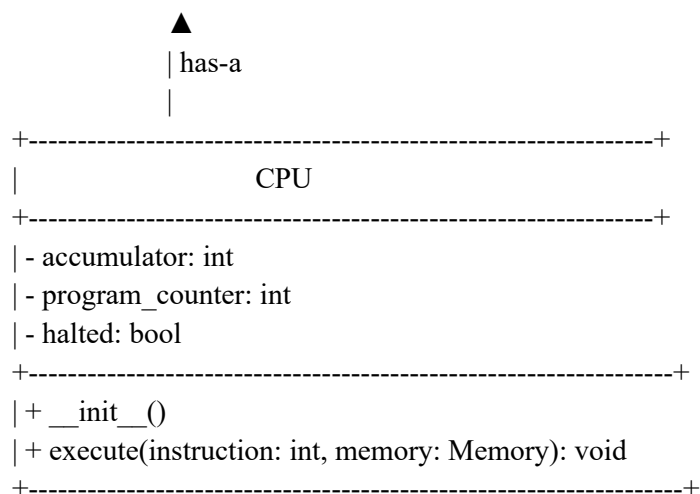 ▲
| has-a
|
+-----------------------------------------------------------------+
| CPU
+-----------------------------------------------------------------+
| - accumulator: int
| - program_counter: int
| - halted: bool
+-------------------------------------------------------------------+
| + __init__()
| + execute(instruction: int, memory: Memory): void
+--------------------------------------------------------------------+